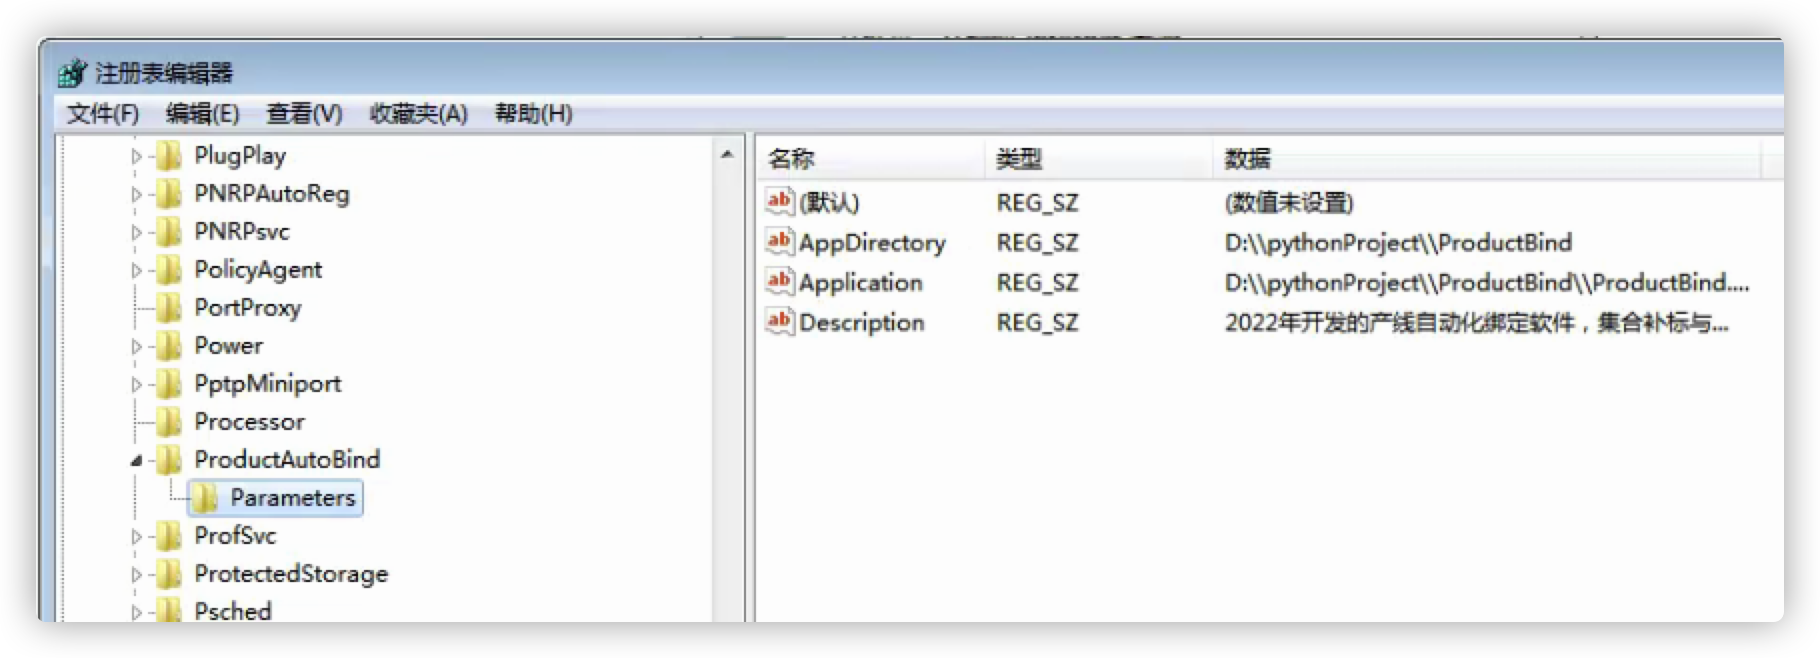 注册表编辑器
文件(F) 编辑(E) 查看(V) 收藏夹(A) 帮助(H)
PlugPlay
PNRPAutoReg
PNRPsvc
PolicyAgent
PortProxy
Power
PptpMiniport
Processor
ProductAutoBind
Parameters
ProfSvc
ProtectedStorage
Psched
名称 类型 数据
(默认) REG_SZ (数值未设置)
AppDirectory REG_SZ D:\\pythonProject\\ProductBind
Application REG_SZ D:\\pythonProject\\ProductBind\\ProductBind....
Description REG_SZ 2022年开发的产线自动化绑定软件，集合补标与...